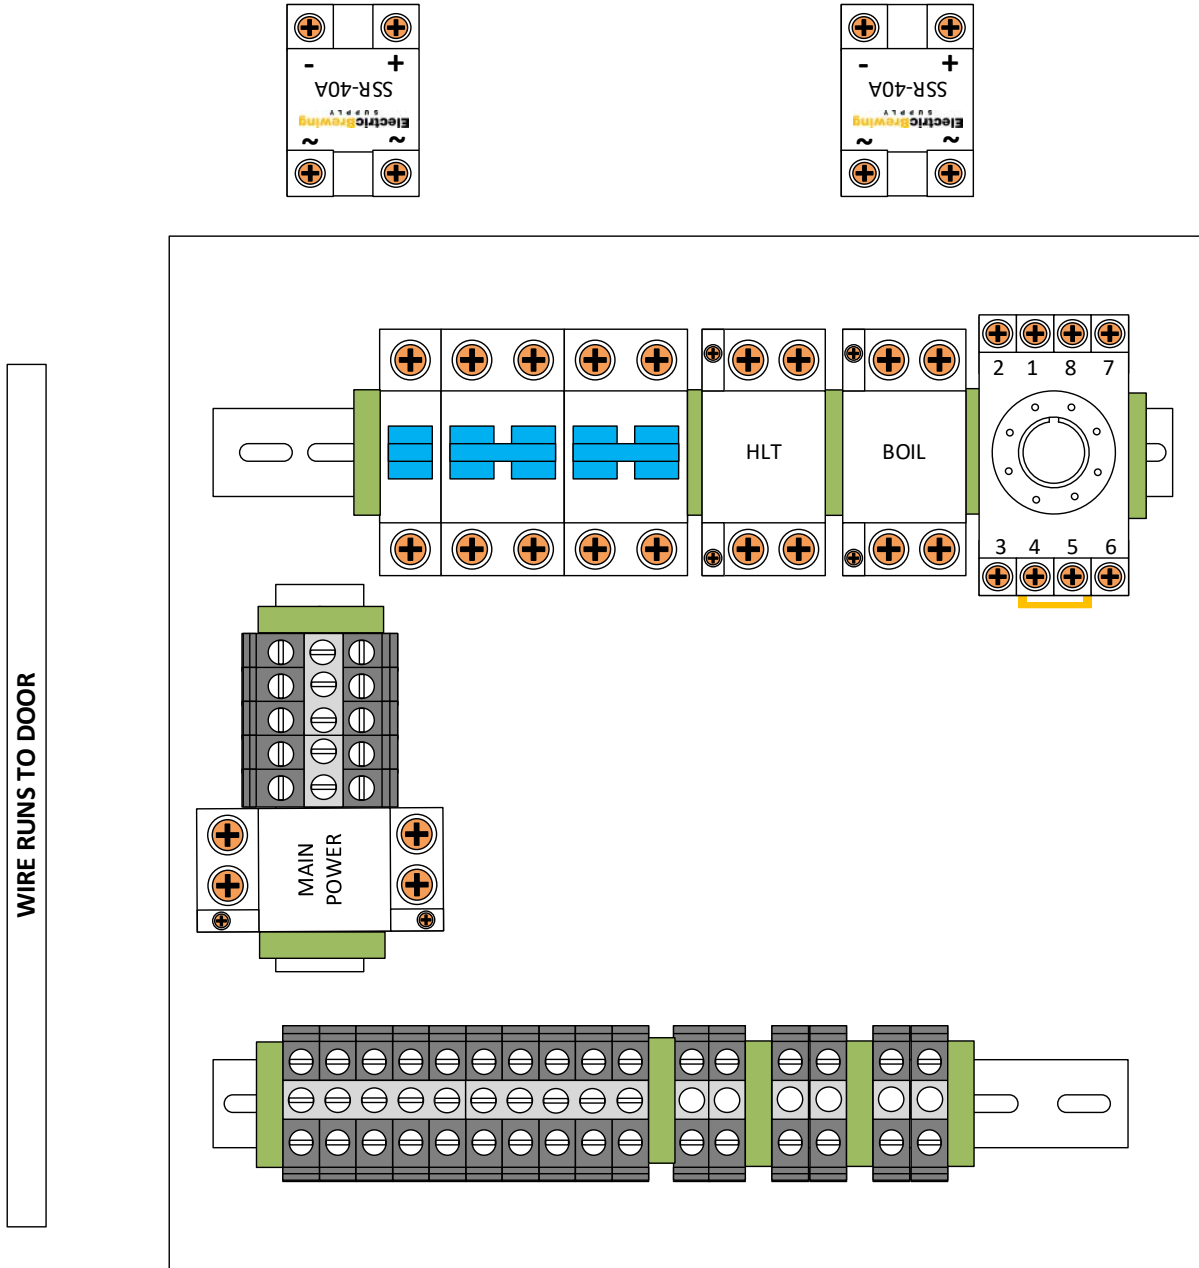 - +
SSR-40A
SUPPLY
ElectricBrewing
~ ~
- +
SSR-40A
SUPPLY
ElectricBrewing
~ ~
2 1 8 7
HLT
BOIL
3 4 5 6
WIRE RUNS TO DOOR
MAIN
POWER